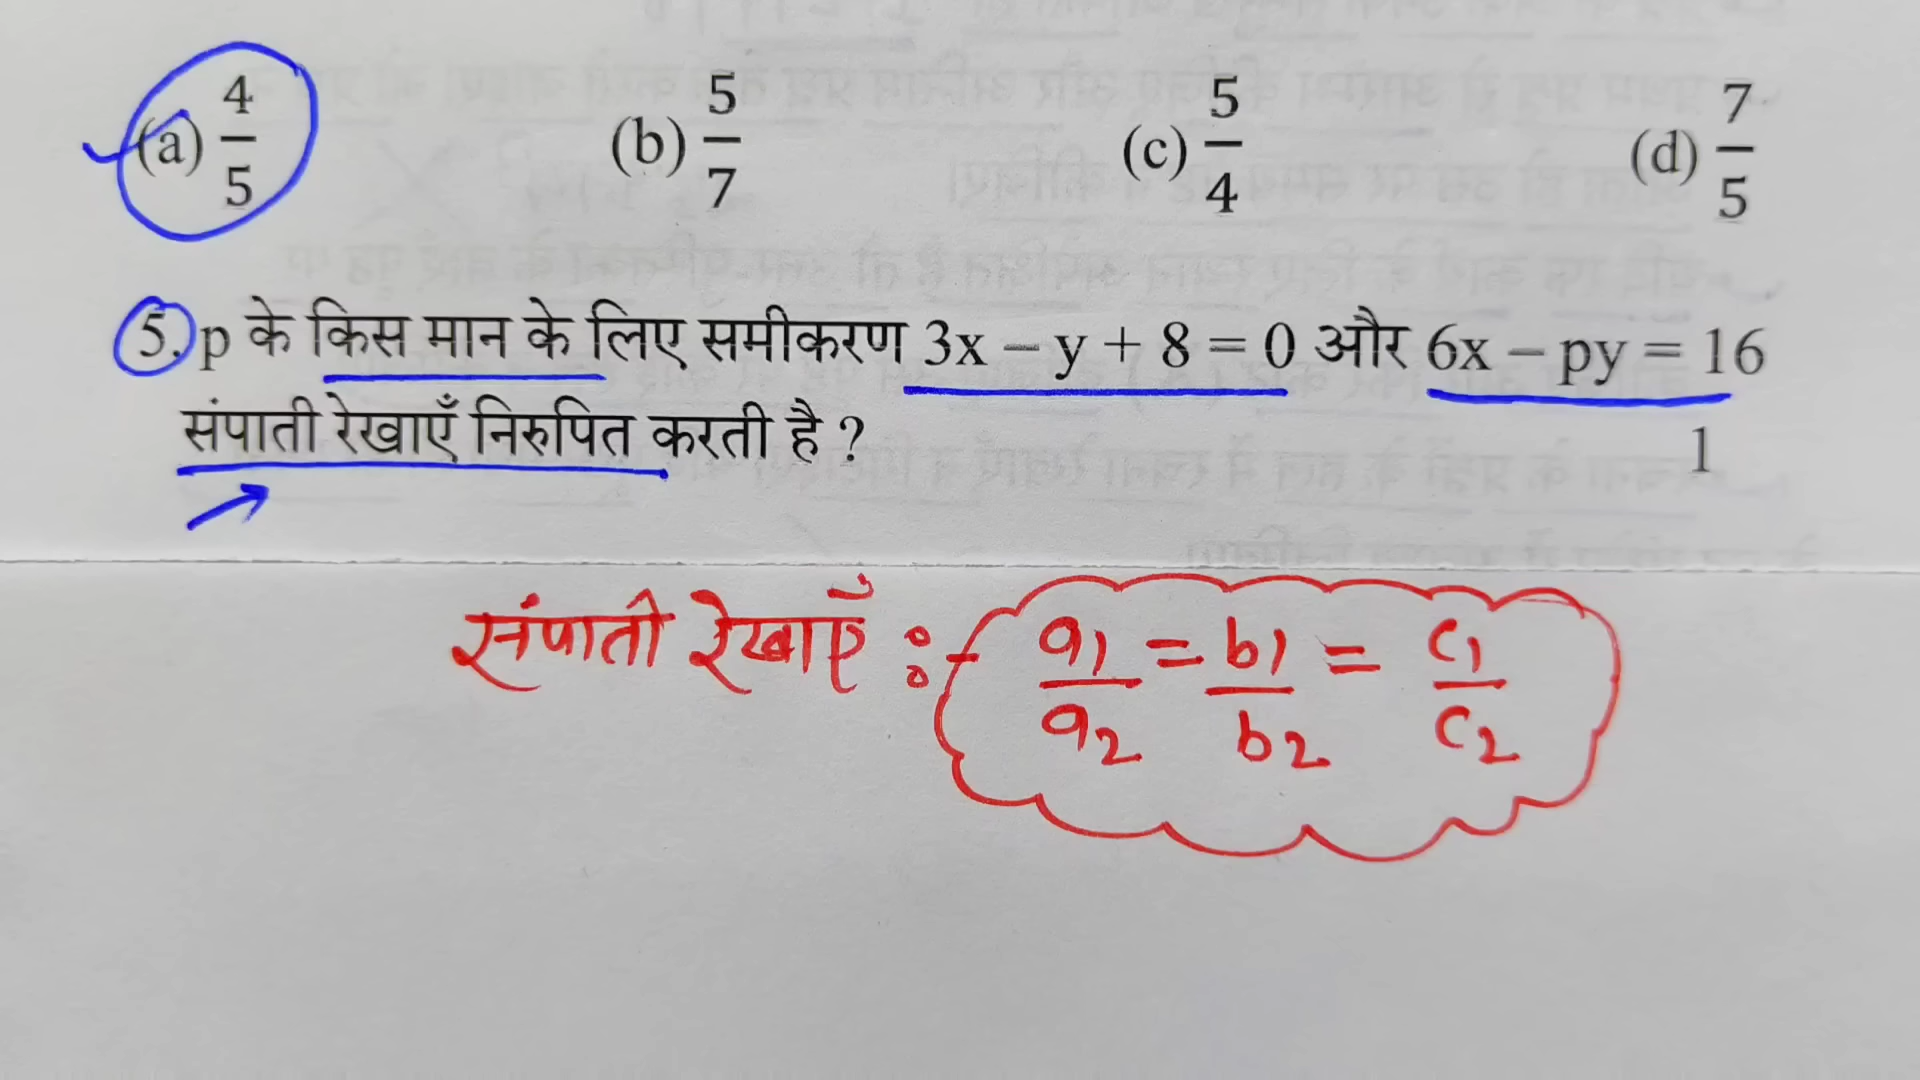 (a) 4/5 (b) 5/7 (c) 5/4 (d) 7/5
5. p के किस मान के लिए समीकरण 3x – y + 8 = 0 और 6x – py = 16
संपाती रेखाएँ निरुपित करती है ? 1
संपाती रेखाएँ :- a1/a2 = b1/b2 = c1/c2